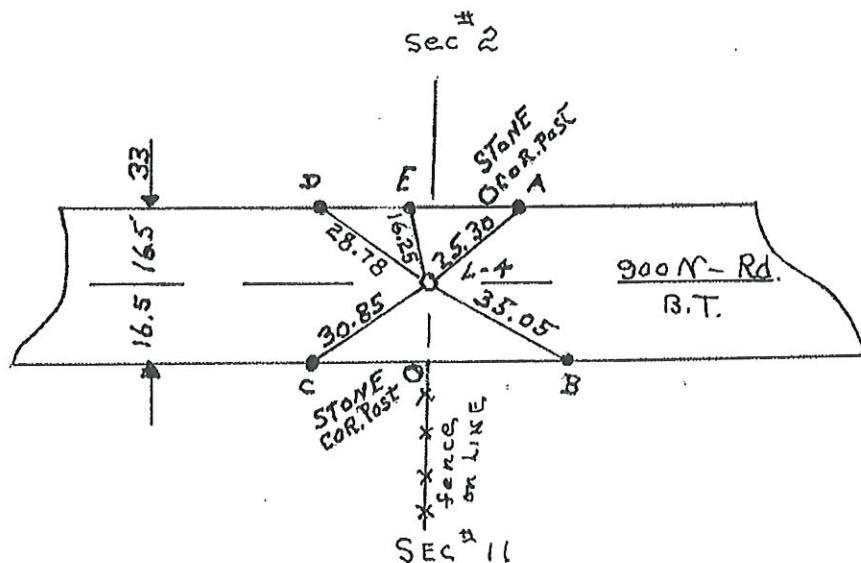 Sec #2
STONE
COR. Post
33
D
E
A
16.5'
28.78
16.25
25.30
L-4
900 N - Rd.
B.T.
16.5
30.85
35.05
C
STONE
COR. Post
B
fence
on LINE
SEC #11